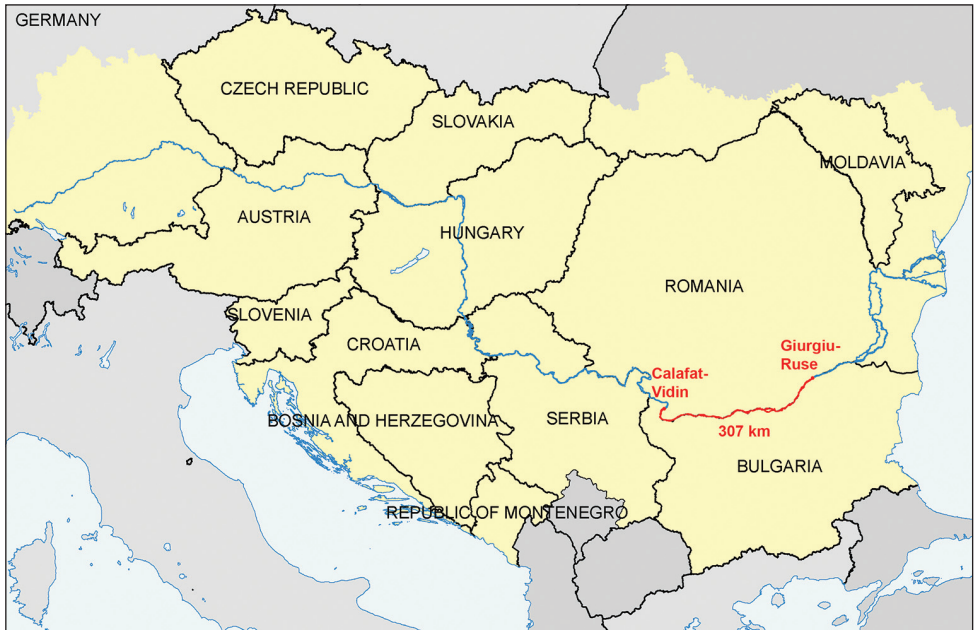 GERMANY
CZECH REPUBLIC
SLOVAKIA
MOLDAVIA
AUSTRIA
HUNGARY
ROMANIA
SLOVENIA
CROATIA
Giurgiu-
Ruse
Calafat-
Vidin
BOSNIA AND HERZEGOVINA
SERBIA
307 km
BULGARIA
REPUBLIC OF MONTENEGRO